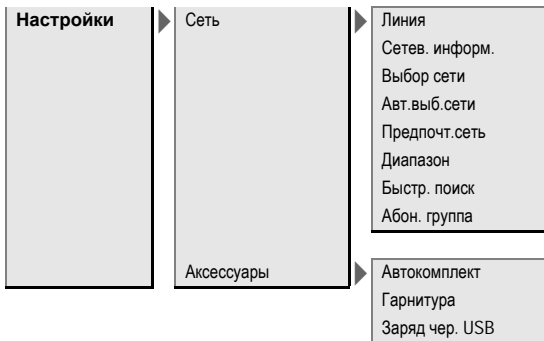 Настройки
Сеть
Линия
Сетев. информ.
Выбор сети
Авт.выб.сети
Предпочт.сеть
Диапазон
Быстр. поиск
Абон. группа
Аксессуары
Автокомплект
Гарнитура
Заряд чер. USB